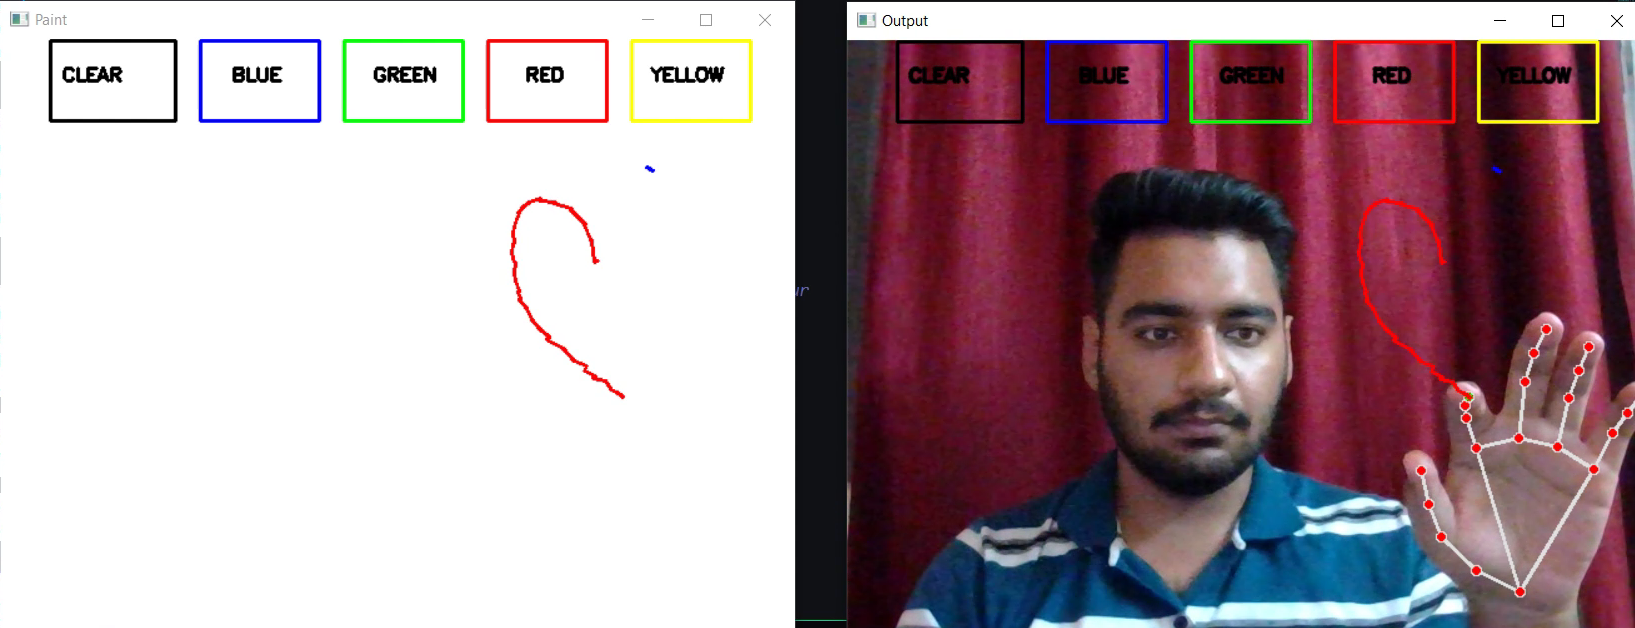 Paint
CLEAR
BLUE
GREEN
RED
YELLOW
Output
CLEAR
BLUE
GREEN
RED
YELLOW